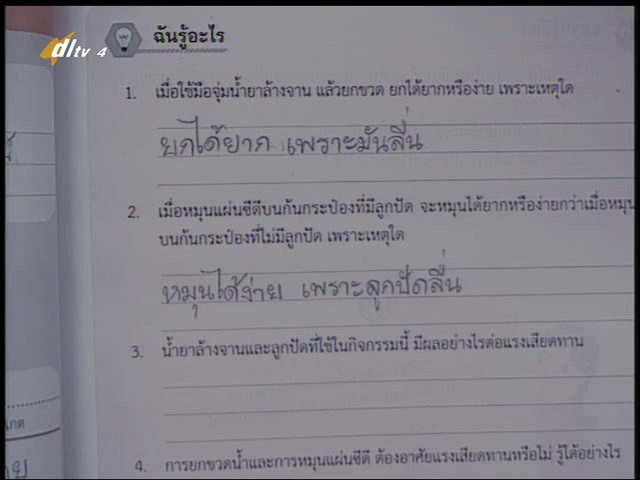 dltv 4
ฉันรู้อะไร
1. เมื่อใช้มือจุ่มน้ำยาล้างจาน แล้วยกขวด ยกได้ยากหรือง่าย เพราะเหตุใด
ยกได้ยาก เพราะมันลื่น
2. เมื่อหมุนแผ่นซีดีบนก้นกระป๋องที่มีลูกปัด จะหมุนได้ยากหรือง่ายกว่าเมื่อหมุน
บนก้นกระป๋องที่ไม่มีลูกปัด เพราะเหตุใด
หมุนได้ง่าย เพราะลูกปัดลื่น
3. น้ำยาล้างจานและลูกปัดที่ใช้ในกิจกรรมนี้ มีผลอย่างไรต่อแรงเสียดทาน
4. การยกขวดน้ำและการหมุนแผ่นซีดี ต้องอาศัยแรงเสียดทานหรือไม่ รู้ได้อย่างไร